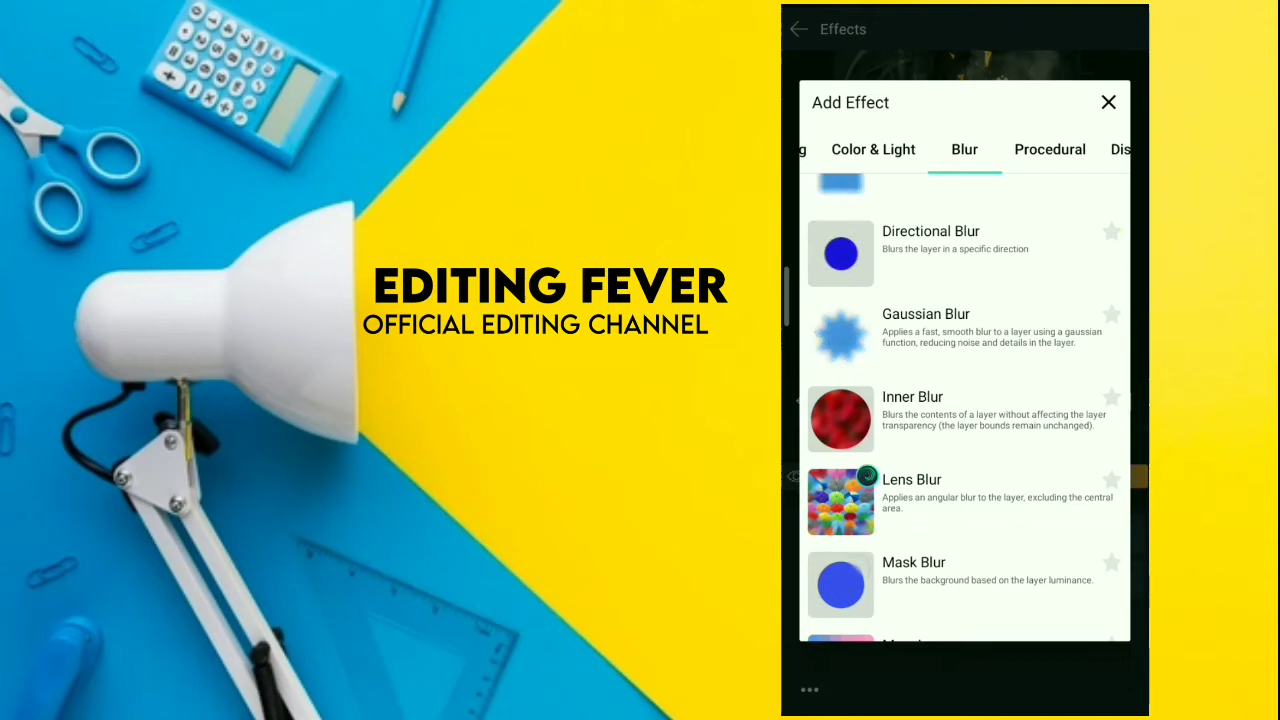 EDITING FEVER
OFFICIAL EDITING CHANNEL
Effects
Add Effect
g Color & Light Blur Procedural Dis
Directional Blur
Blurs the layer in a specific direction
Gaussian Blur
Applies a fast, smooth blur to a layer using a gaussian
function, reducing noise and details in the layer.
Inner Blur
Blurs the contents of a layer without affecting the layer
transparency (the layer bounds remain unchanged).
Lens Blur
Applies an angular blur to the layer, excluding the central
area.
Mask Blur
Blurs the background based on the layer luminance.